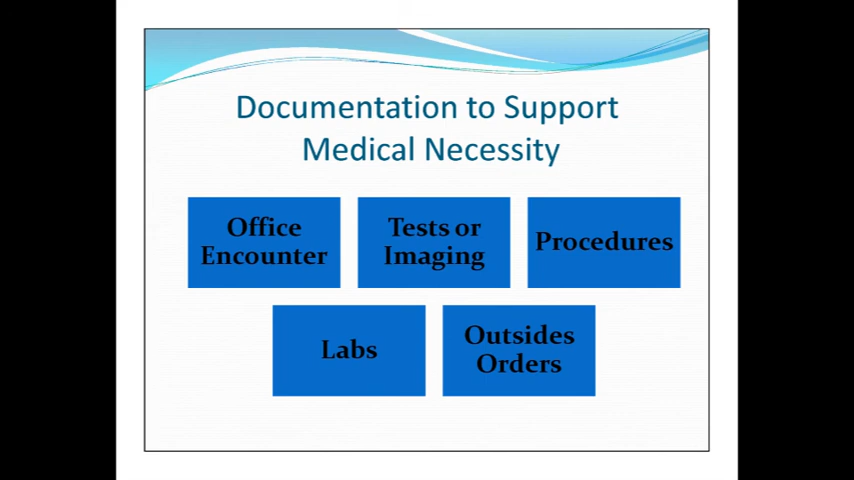 Documentation to Support
Medical Necessity
Office
Encounter
Tests or
Imaging
Procedures
Labs
Outsides
Orders